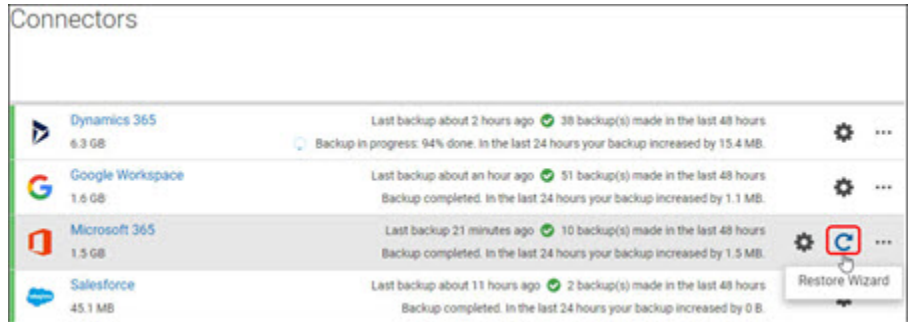 Connectors
Dynamics 365
Last backup about 2 hours ago 38 backup(s) made in the last 48 hours
6.3 GB
Backup in progress: 94% done. In the last 24 hours your backup increased by 15.4 MB.
Google Workspace
Last backup about an hour ago 51 backup(s) made in the last 48 hours
1.6 GB
Backup completed. In the last 24 hours your backup increased by 1.1 MB.
Microsoft 365
Last backup 21 minutes ago 10 backup(s) made in the last 48 hours
1.5 GB
Backup completed. In the last 24 hours your backup increased by 1.5 MB.
Restore Wizard
Salesforce
Last backup about 11 hours ago 2 backup(s) made in the last 48 hours
45.1 MB
Backup completed. In the last 24 hours your backup increased by 0 B.